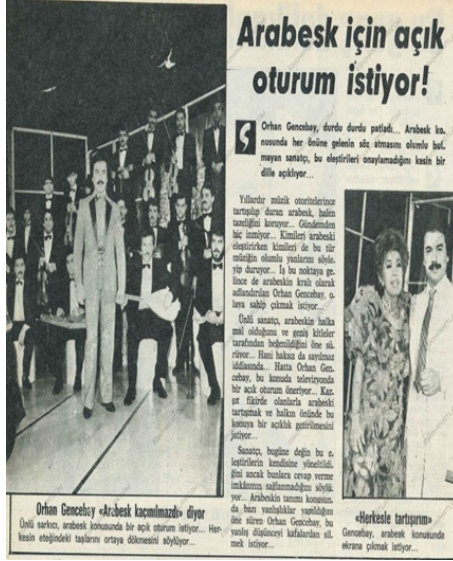 Arabesk için açık
oturum istiyor!
Orhan Gencebay, durdu durdu patladı... Arabesk ko-
nusunda her önüne gelenin söz atmasını olumlu bul-
mayan sanatçı, bu eleştirileri onaylamadığını kesin bir
dille açıklıyor...
Yıllardır müzik otoritelerince
tartışılıp duran arabesk, halen
tazeliğini koruyor... Gündemden
hiç inmiyor... Kimileri arabeski
eleştirirken kimileri de bu tür
müziğin olumlu yanlarını söyle-
yip duruyor... İş bu noktaya ge-
lince de arabeskin kralı olarak
adlandırılan Orhan Gencebay, o-
laya sahip çıkmak istiyor...
Ünlü sanatçı, arabeskin halka
mal olduğunu ve geniş kitleler
tarafından beğenildiğini öne sü-
rüyor... Hani haksız da sayılmaz
iddiasında... Hatta Orhan Gen-
cebay, bu konuda televizyonda
bir açık oturum öneriyor... Kar-
şıt fikirde olanlarla arabeski
tartışmak ve halkın önünde bu
konuya bir açıklık getirilmesini
istiyor...
Sanatçı, bugüne değin bu e-
leştirilerin kendisine yöneltildi-
ğini ancak bunlara cevap verme
imkânının sağlanmadığını söylü-
yor... Arabeskin tanımı konusun-
da bazı yanlışlıklar yapıldığını
öne süren Orhan Gencebay, bu
yanlış düşünceyi kafalardan sil-
mek istiyor...
Orhan Gencebay «Arabesk kaçınılmazdı» diyor
Ünlü sarkıcı, arabesk konusunda bir açık oturum istiyor... Her-
kesin eteğindeki taşlarını ortaya dökmesini söylüyor...
«Herkesle tartışırım»
Gencebay, arabesk konusunda
ekrana çıkmak istiyor...